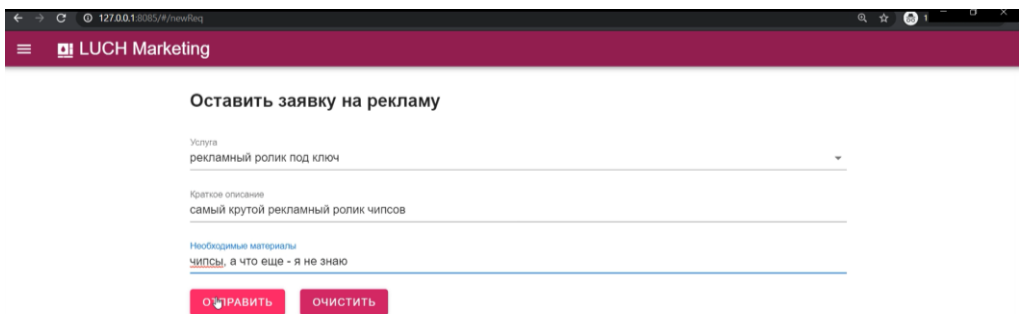 127.0.0.1:8085/#/newReq
LUCH Marketing
Оставить заявку на рекламу
Услуга
рекламный ролик под ключ
Краткое описание
самый крутой рекламный ролик чипсов
Необходимые материалы
чипсы, а что еще - я не знаю
ОТПРАВИТЬ ОЧИСТИТЬ